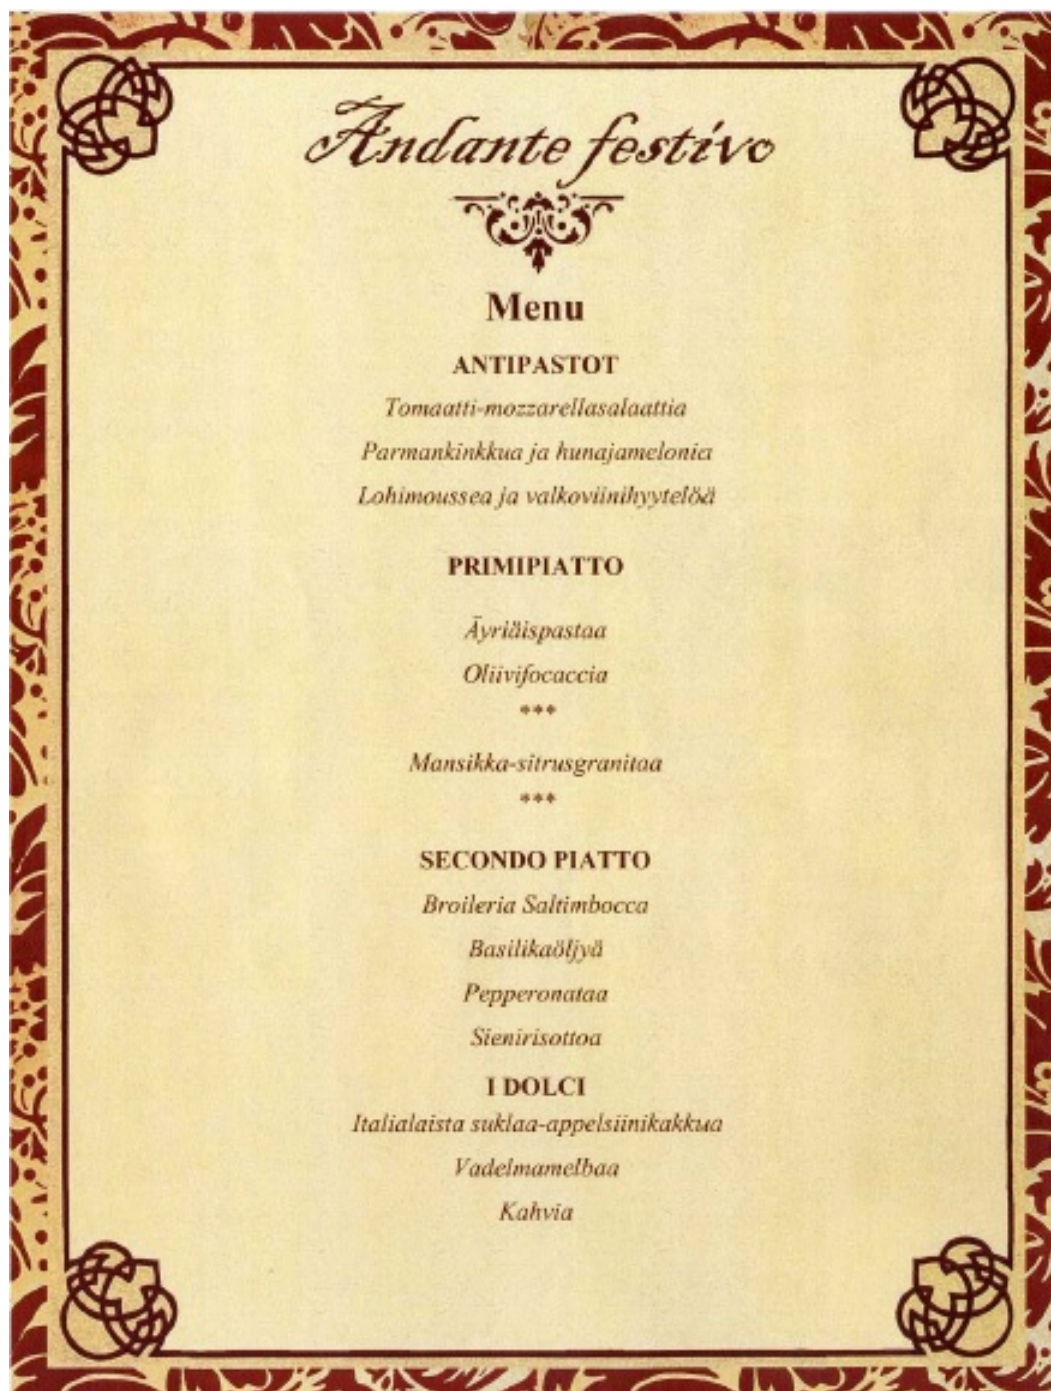 Andante festivo
Menu
ANTIPASTOT
Tomaatti-mozzarellasalaattia
Parmankinkkua ja hunajamelonia
Lohimoussea ja valkoviinihyytelöä
PRIMIPIATTO
Äyriäispastaa
Oliivifocaccia
***
Mansikka-sitrusgranitaa
***
SECONDO PIATTO
Broileria Saltimbocca
Basilikaöljyä
Pepperonataa
Sienirisottoa
I DOLCI
Italialaista suklaa-appelsiinikakkua
Vadelmamelbaa
Kahvia